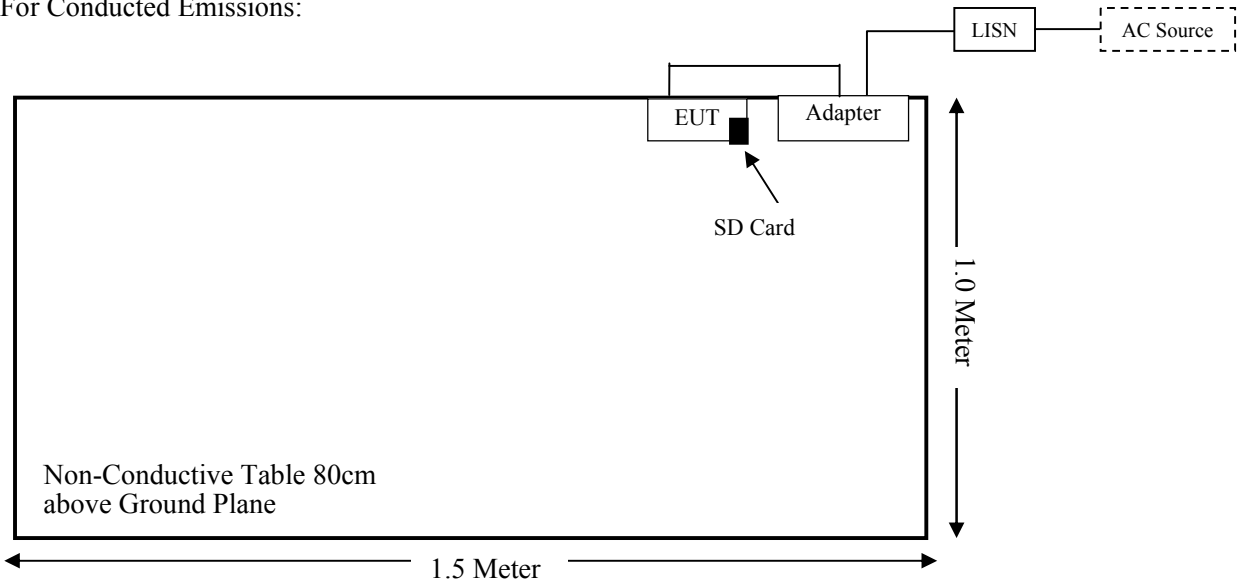 For Conducted Emissions:
LISN
AC Source
EUT
Adapter
SD Card
1.0 Meter
Non-Conductive Table 80cm
above Ground Plane
1.5 Meter